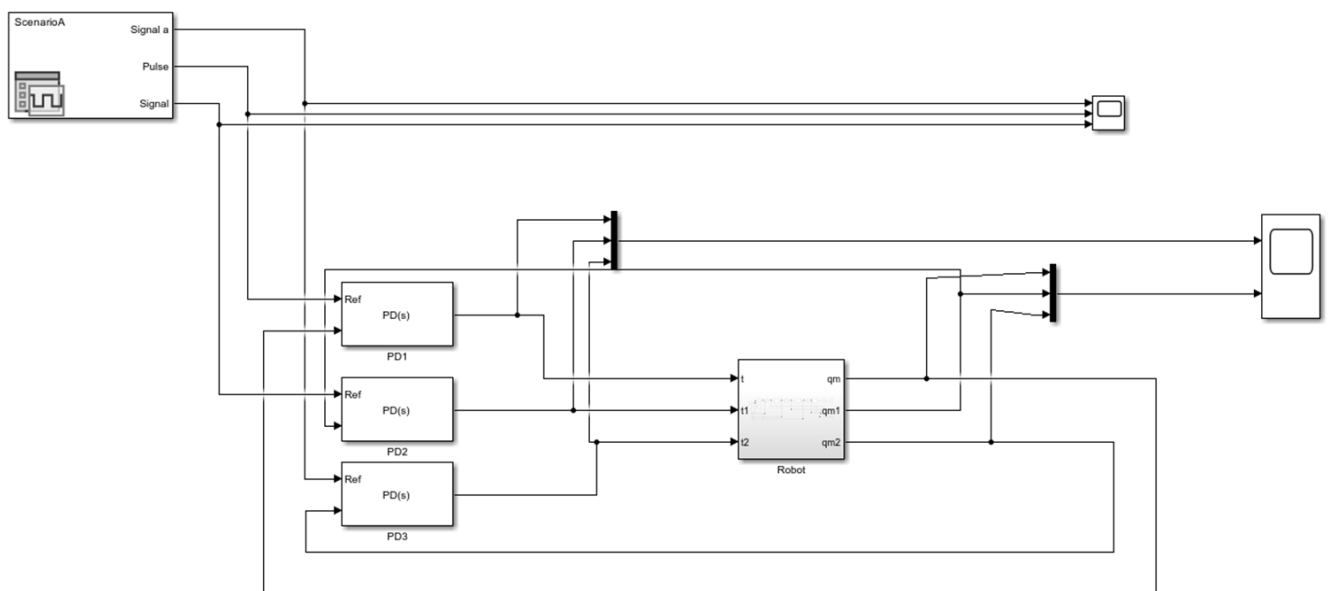 ScenarioA
Signal a
Pulse
Signal
Ref
PD(s)
PD1
Ref
PD(s)
PD2
Ref
PD(s)
PD3
t
qm
t1
qm1
t2
qm2
Robot